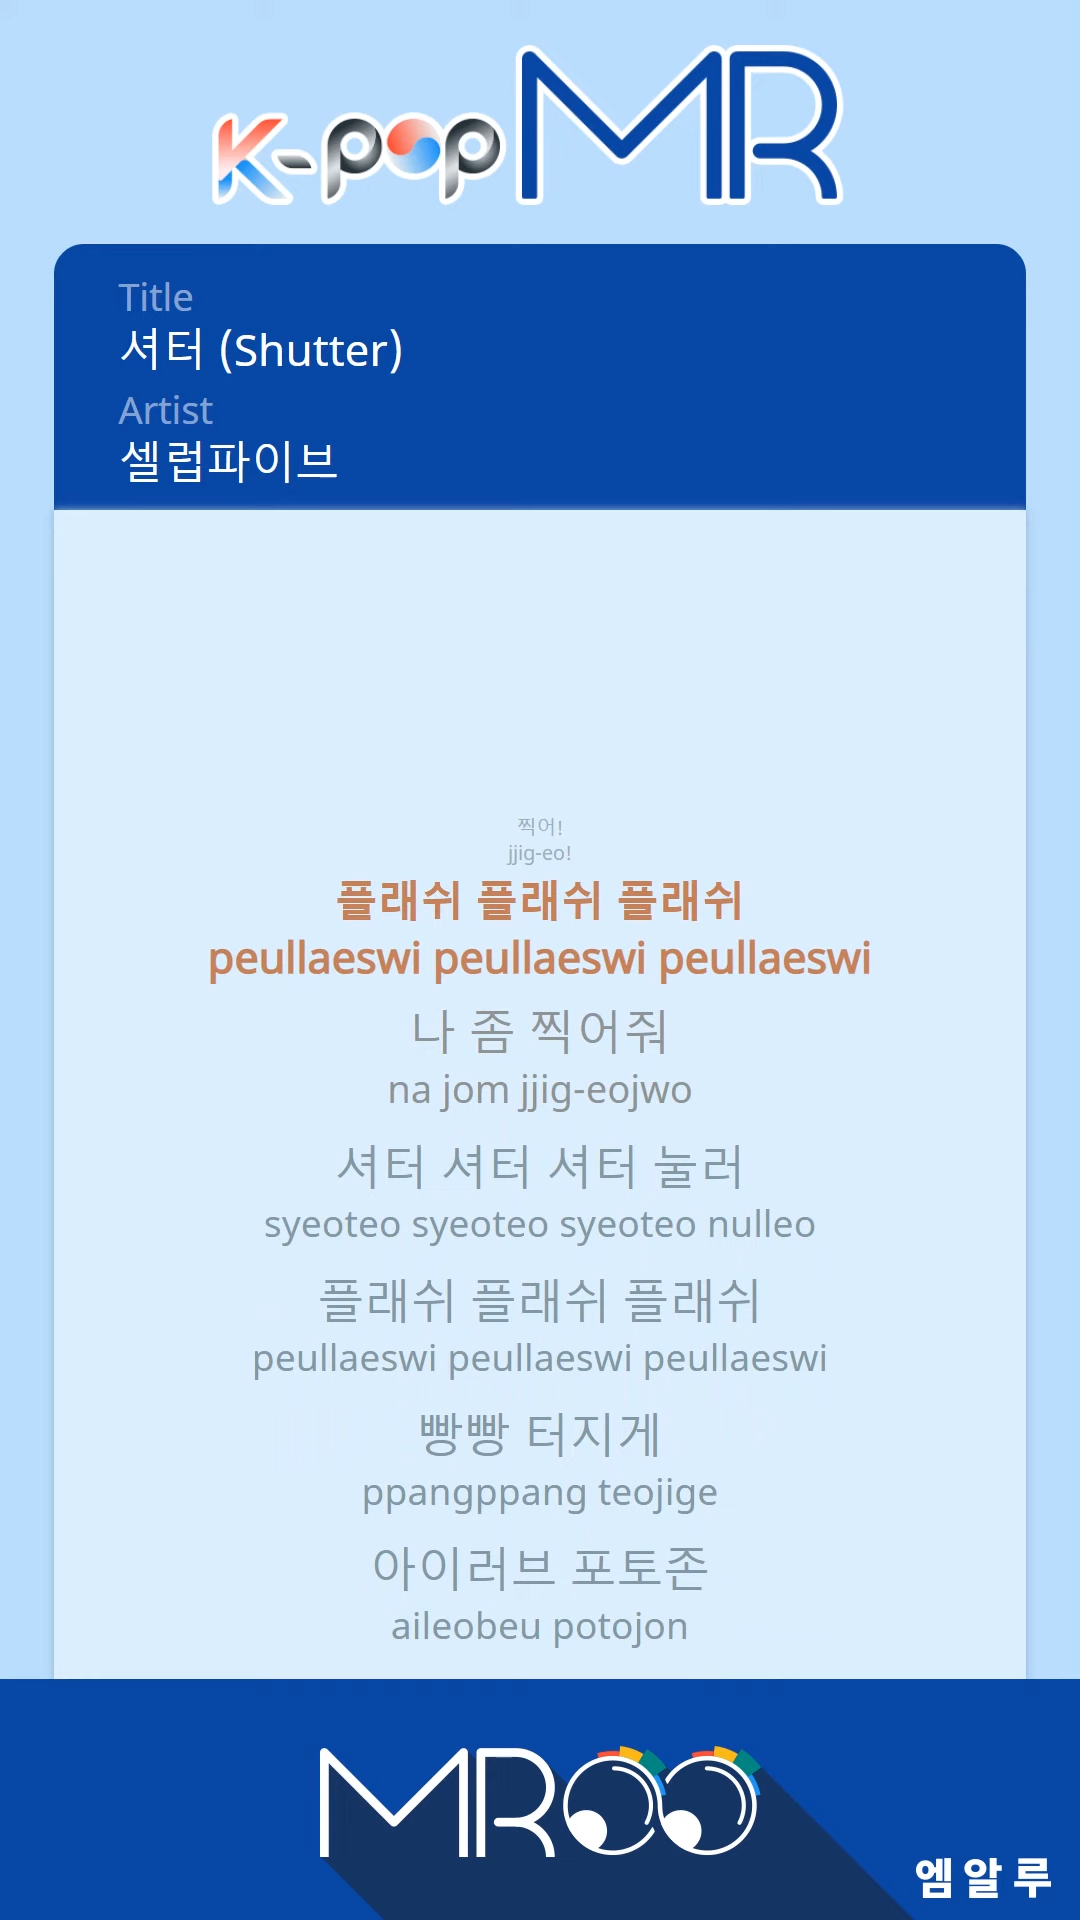 K-pop MR
Title
셔터 (Shutter)
Artist
셀럽파이브
찍어!
jjig-eo!
플래쉬 플래쉬 플래쉬
peullaeswi peullaeswi peullaeswi
나 좀 찍어줘
na jom jjig-eojwo
셔터 셔터 셔터 눌러
syeoteo syeoteo syeoteo nulleo
플래쉬 플래쉬 플래쉬
peullaeswi peullaeswi peullaeswi
빵빵 터지게
ppangppang teojige
아이러브 포토존
aileobeu potojon
MROO
엠알루